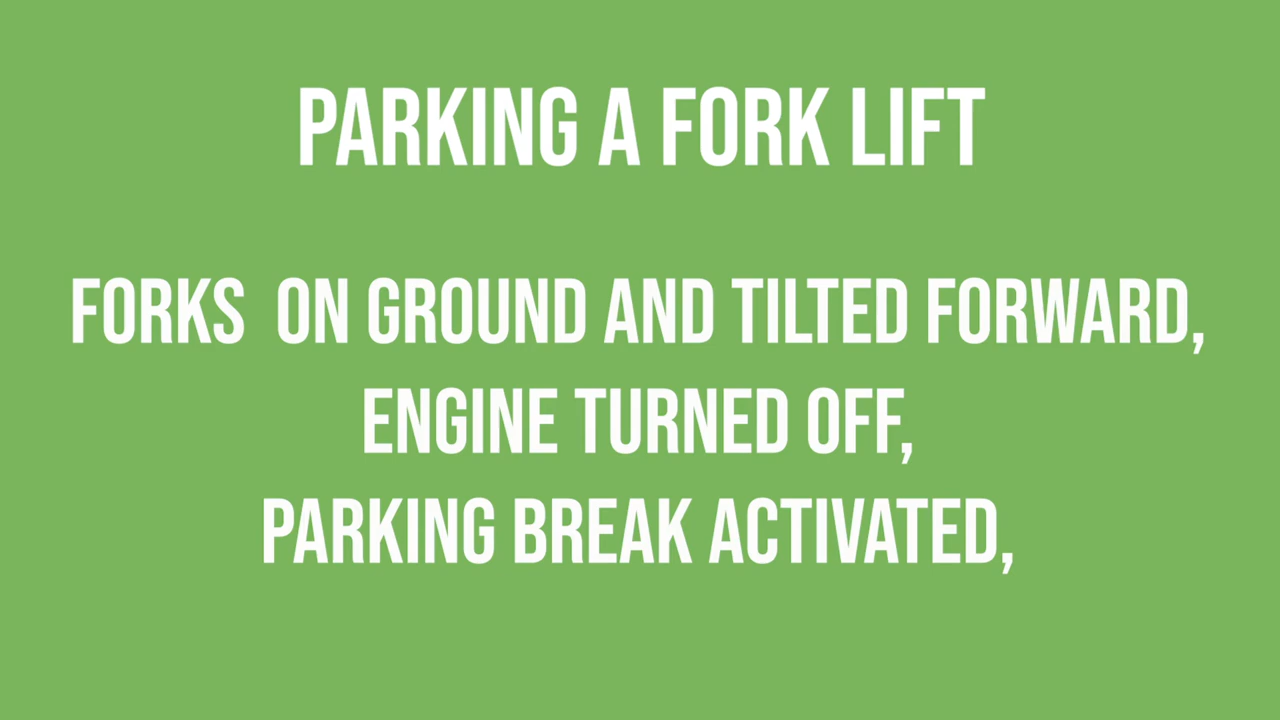 PARKING A FORK LIFT
FORKS  ON GROUND AND TILTED FORWARD,
ENGINE TURNED OFF,
PARKING BREAK ACTIVATED,